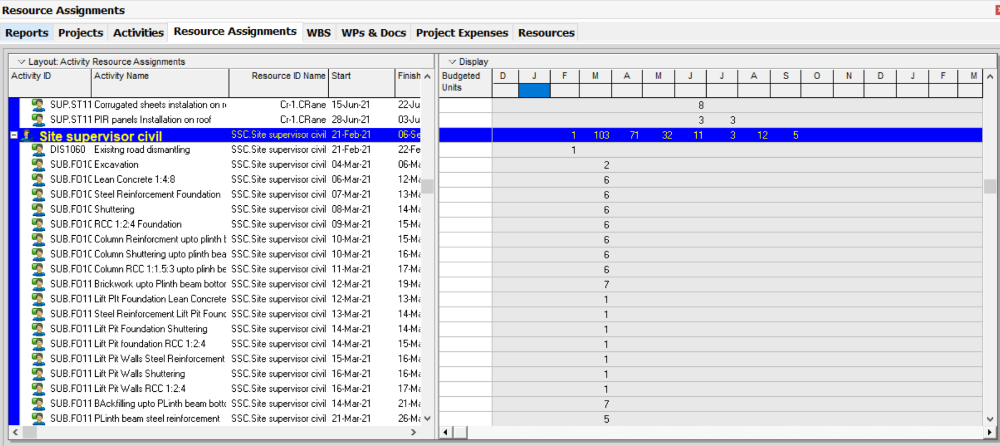 Resource Assignments
Reports Projects Activities Resource Assignments WBS WPs & Docs Project Expenses Resources
Layout: Activity Resource Assignments Display
Activity ID Activity Name Resource ID Name Start Finish Budgeted Units D J F M A M J J A S O N D J F M
SUP.ST11 Corrugated sheets instalation on r Cr-1.CRane 15-Jun-21 22-Ju 8
SUP.ST11 PIR panels Installation on roof Cr-1.CRane 28-Jun-21 03-Ju 3 3
Site supervisor civil SSC.Site supervisor civil 21-Feb-21 06-Se 1 103 71 32 11 3 12 5
DIS1060 Exisitng road dismantling SSC.Site supervisor civil 21-Feb-21 22-Fe 1
SUB.FO10 Excavation SSC.Site supervisor civil 04-Mar-21 06-Ma 2
SUB.FO10 Lean Concrete 1:4:8 SSC.Site supervisor civil 06-Mar-21 12-Ma 6
SUB.FO10 Steel Reinforcement Foundation SSC.Site supervisor civil 07-Mar-21 13-Ma 6
SUB.FO10 Shuttering SSC.Site supervisor civil 08-Mar-21 14-Ma 6
SUB.FO10 RCC 1:2:4 Foundation SSC.Site supervisor civil 09-Mar-21 15-Ma 6
SUB.FO10 Column Reinforcment upto plinth b SSC.Site supervisor civil 10-Mar-21 15-Ma 6
SUB.FO10 Column Shuttering upto plinth bea SSC.Site supervisor civil 10-Mar-21 16-Ma 6
SUB.FO10 Column RCC 1:1.5:3 upto plinh be SSC.Site supervisor civil 11-Mar-21 17-Ma 6
SUB.FO11 Brickwork upto Plinth beam bottor SSC.Site supervisor civil 12-Mar-21 19-Ma 7
SUB.FO11 Lift PIt Foundation Lean Concrete SSC.Site supervisor civil 12-Mar-21 13-Ma 1
SUB.FO11 Steel Reinforcement Lift Pit Founc SSC.Site supervisor civil 13-Mar-21 14-Ma 1
SUB.FO11 Lift Pit Foundation Shuttering SSC.Site supervisor civil 14-Mar-21 14-Ma 1
SUB.FO11 Lift Pit foundation RCC 1:2:4 SSC.Site supervisor civil 14-Mar-21 15-Ma 1
SUB.FO11 Lift Pit Walls Steel Reinforcement SSC.Site supervisor civil 15-Mar-21 16-Ma 1
SUB.FO11 Lift Pit Walls Shuttering SSC.Site supervisor civil 16-Mar-21 16-Ma 1
SUB.FO11 Lift Pit Walls RCC 1:2:4 SSC.Site supervisor civil 16-Mar-21 17-Ma 1
SUB.FO11 BAckfilling upto PLinth beam botto SSC.Site supervisor civil 14-Mar-21 21-Ma 7
SUB.FO11 PLinth beam steel reinforcement SSC.Site supervisor civil 21-Mar-21 26-Ma 5